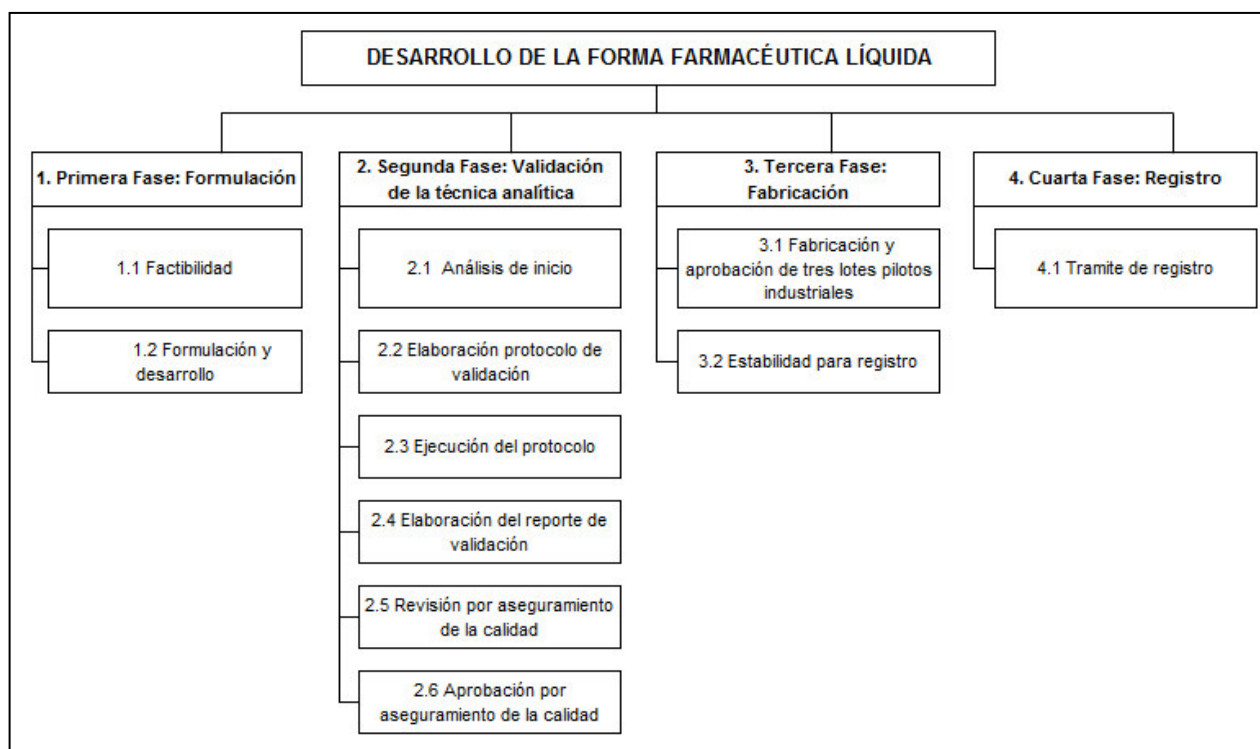 DESARROLLO DE LA FORMA FARMACÉUTICA LÍQUIDA
1. Primera Fase: Formulación
1.1 Factibilidad
1.2 Formulación y
desarrollo
2. Segunda Fase: Validación
de la técnica analítica
2.1 Análisis de inicio
2.2 Elaboración protocolo de
validación
2.3 Ejecución del protocolo
2.4 Elaboración del reporte de
validación
2.5 Revisión por aseguramiento
de la calidad
2.6 Aprobación por
aseguramiento de la calidad
3. Tercera Fase:
Fabricación
3.1 Fabricación y
aprobación de tres lotes pilotos
industriales
3.2 Estabilidad para registro
4. Cuarta Fase: Registro
4.1 Tramite de registro